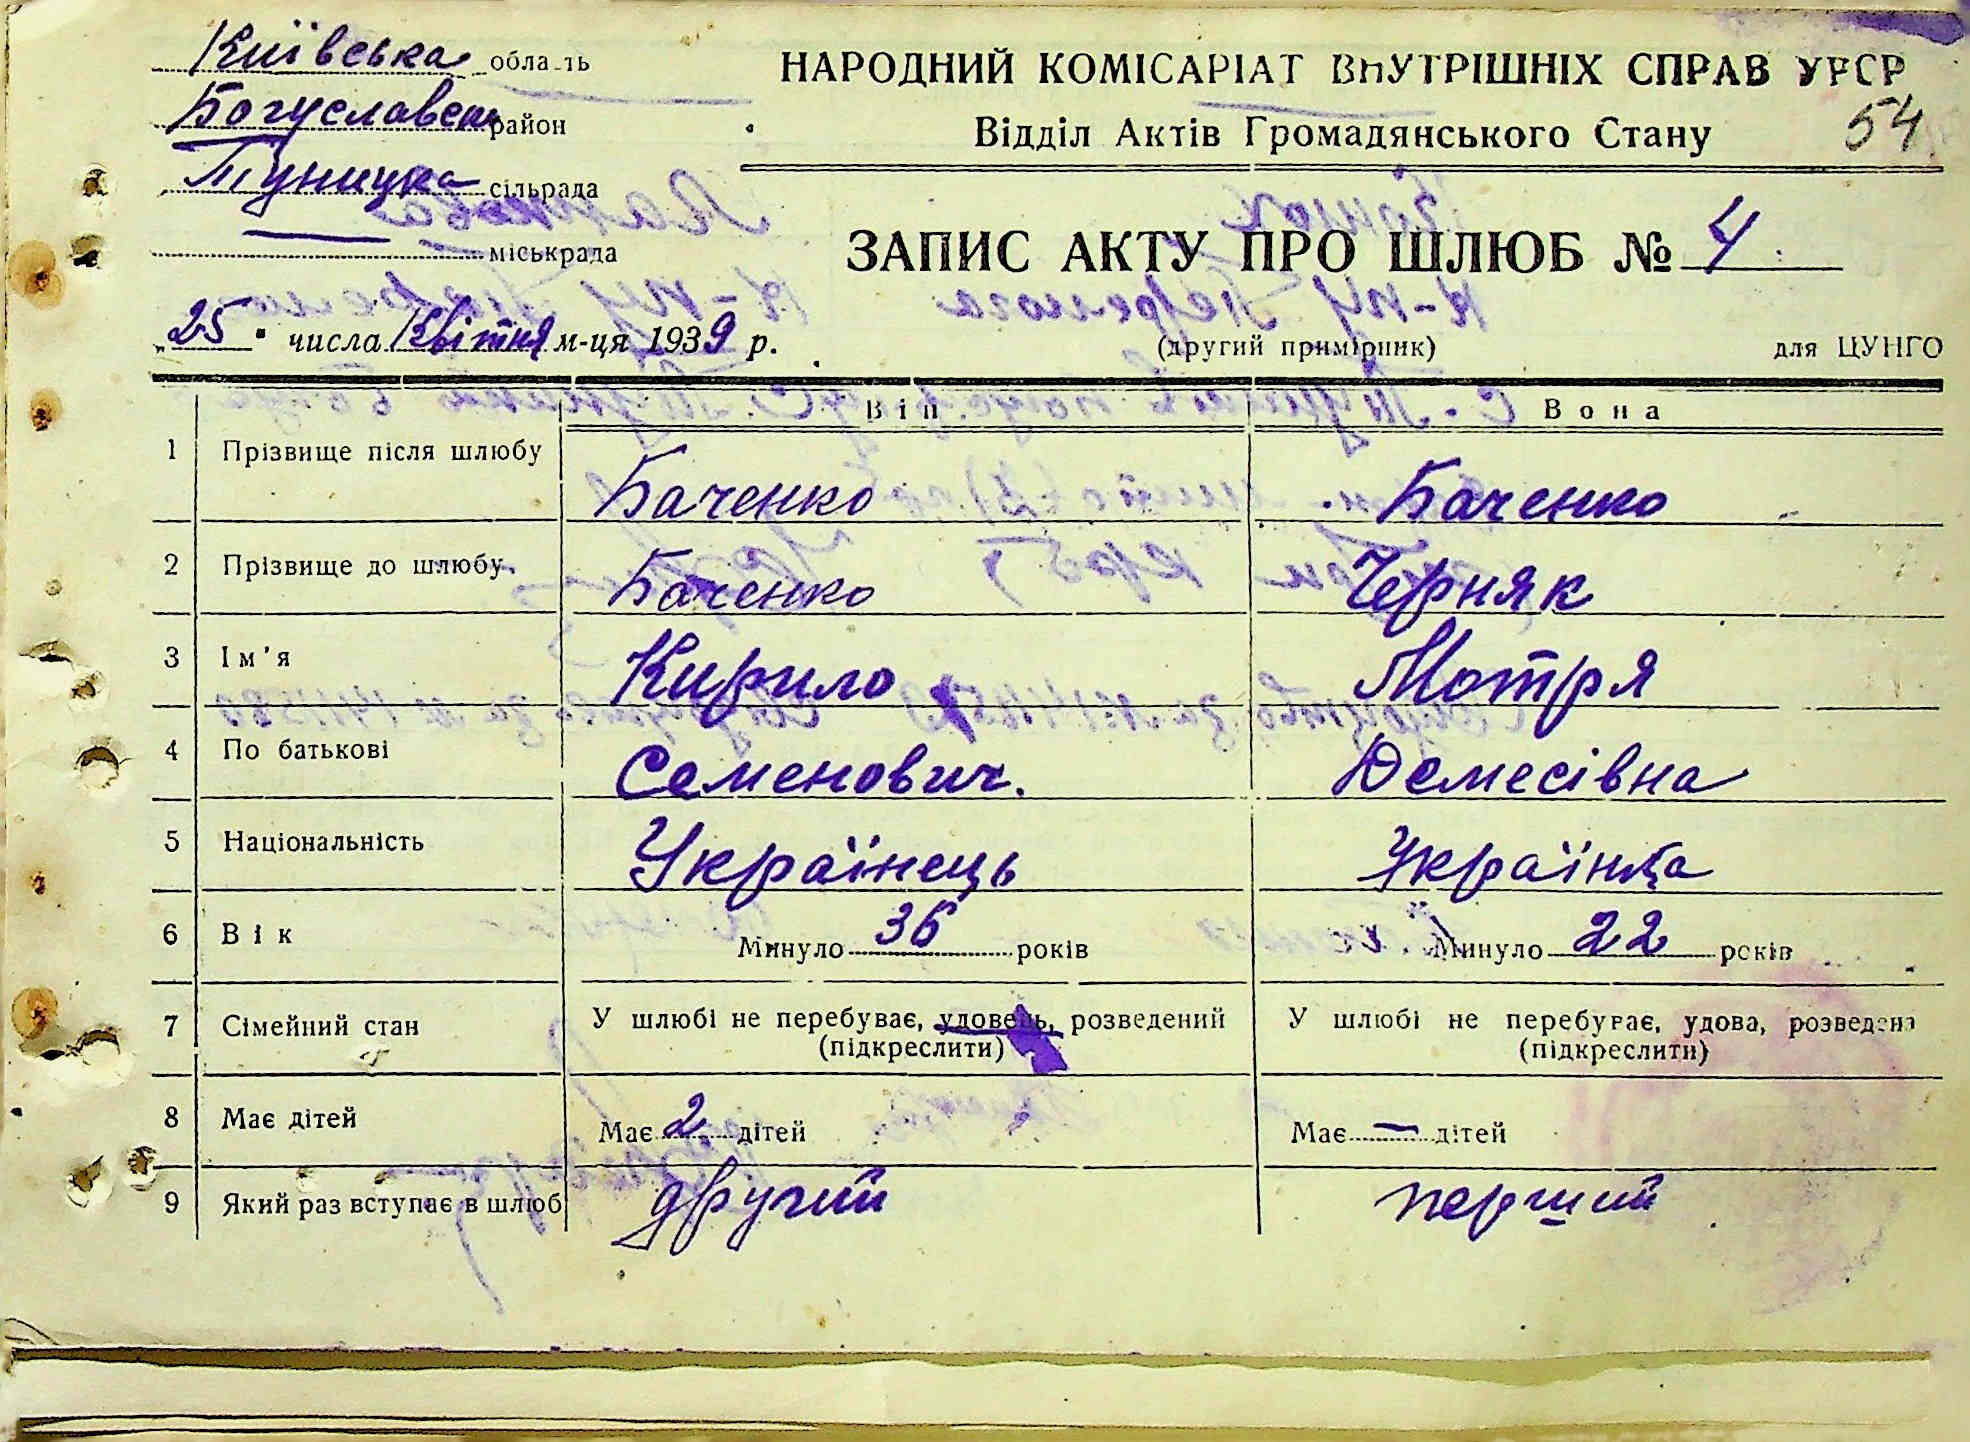 Київська область
НАРОДНИЙ КОМІСАРІАТ ВНУТРІШНІХ СПРАВ УРСР
Богуславськ район
Відділ Актів Громадянського Стану
54
Туницка сільрада
міськрада
ЗАПИС АКТУ ПРО ШЛЮБ № 4
„25" числа Квітня м-ця 1939 р.
(другий примірник)
для ЦУНГО
Він Вона
1 Прізвище після шлюбу Баченко Баченко
2 Прізвище до шлюбу Баченко Черняк
3 Ім'я Кирило Мотря
4 По батькові Семенович. Юемесівна
5 Національність Українець Українка
6 Вік Минуло 36 років Минуло 22 років
7 Сімейний стан У шлюбі не перебуває, удовець, розведений У шлюбі не перебуває, удова, розведена
(підкреслити) (підкреслити)
8 Має дітей Має 2 дітей Має — дітей
9 Який раз вступає в шлюб другий перший